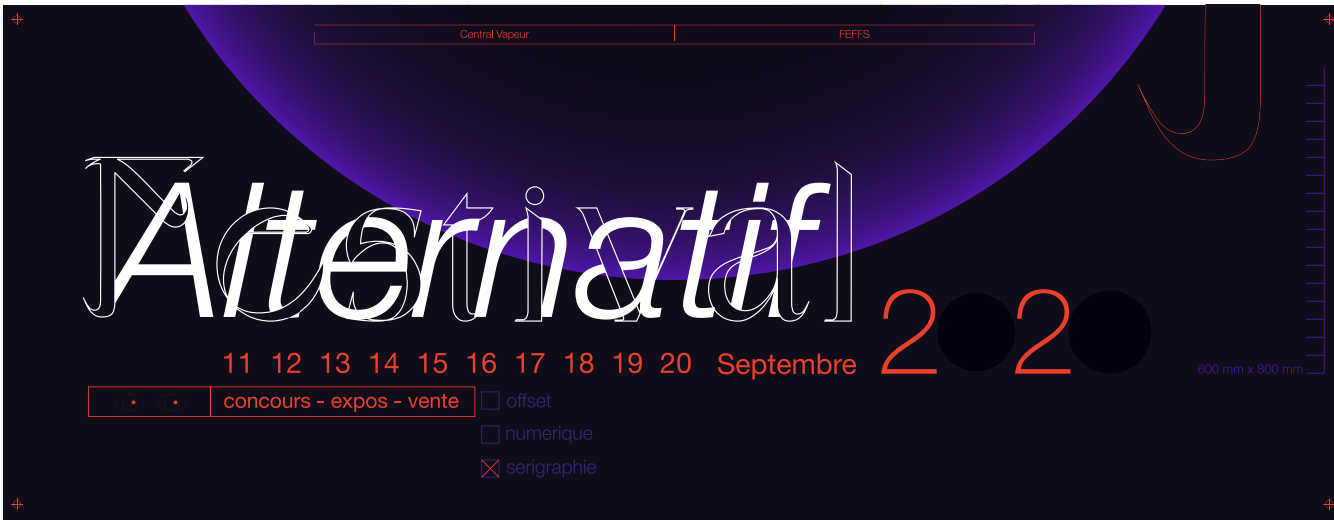 Central Vapeur FEFFS
Festival
Alternatif
2020
11 12 13 14 15 16 17 18 19 20 Septembre
600 mm x 800 mm
concours - expos - vente
offset
numerique
serigraphie